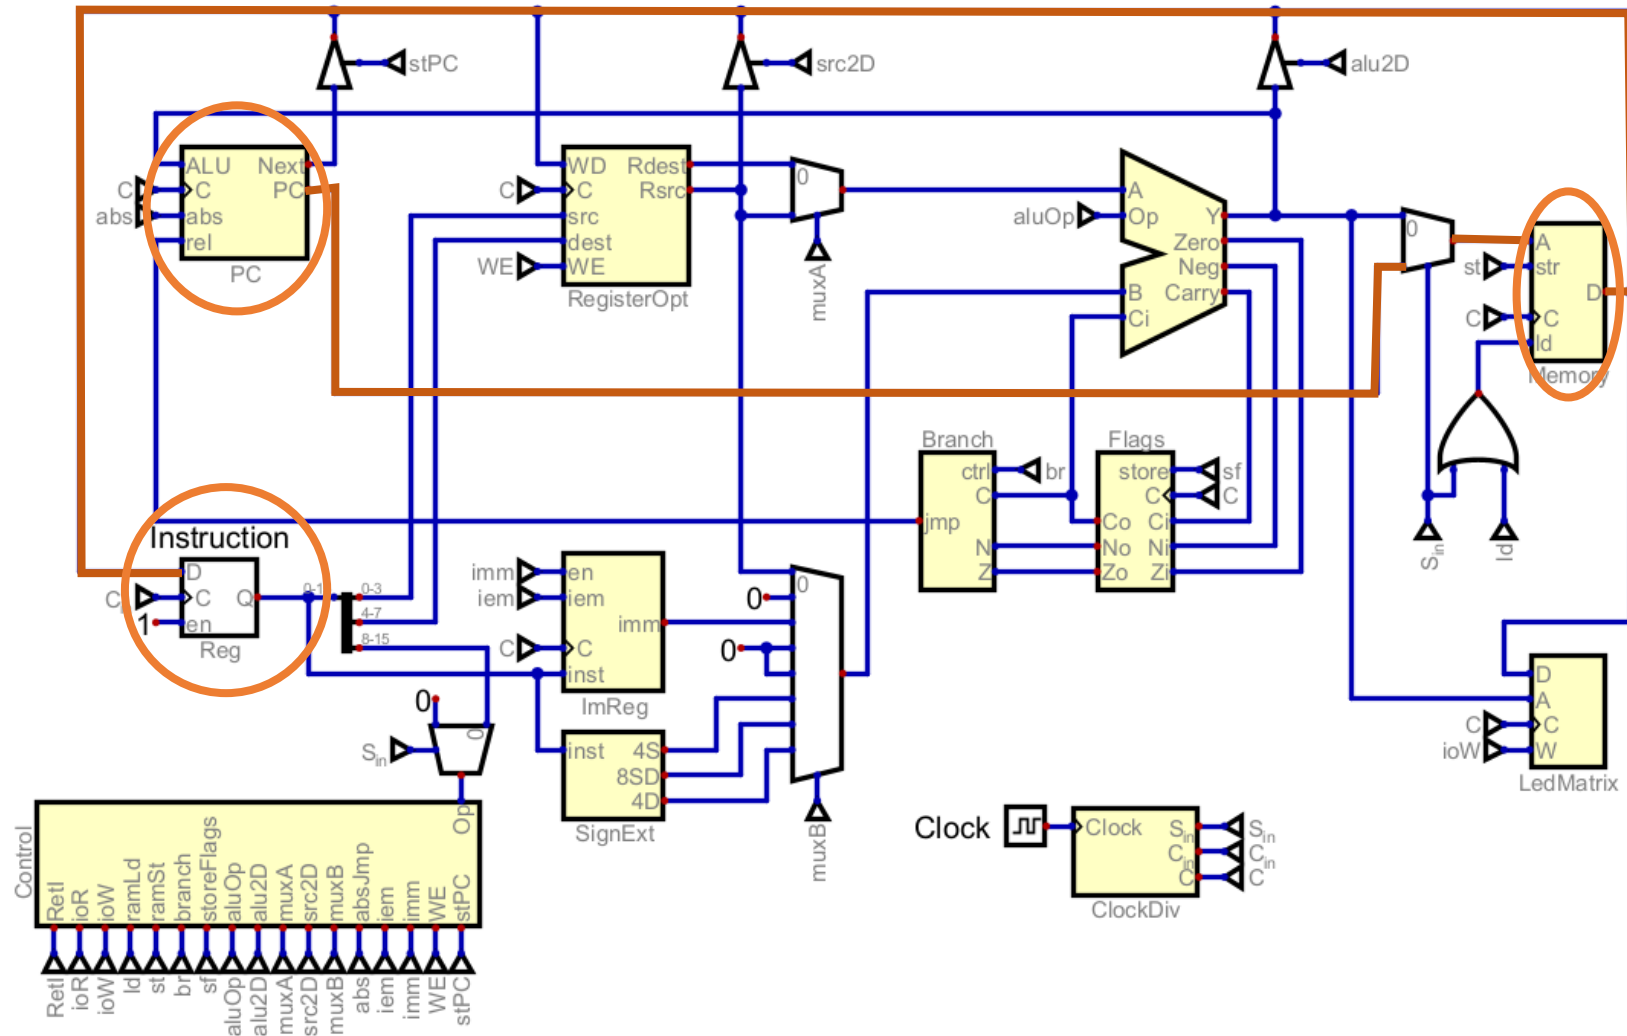 stPC
src2D
alu2D
ALU Next
C C PC
abs abs
rel
PC
WD Rdest
C C Rsrc
src
dest
WE WE
RegisterOpt
0
muxA
A
aluOp Op Y
Zero
Neg
B Carry
Ci
0
A
st str
D
C C
ld
Memory
S in
ld
Branch
ctrl br
C
jmp
N
Z
Flags
store sf
C C
Co Ci
No Ni
Zo Zi
Instruction
D
C C Q
1 en
Reg
0-1
0-3
4-7
8-15
imm en
iem iem
imm
C C
inst
ImReg
inst 4S
8SD
4D
SignExt
0
0
0
muxB
0
0
S in
Op
Control
RetI ioR ioW ramLd ramSt branch storeFlags aluOp alu2D muxA src2D muxB absJmp iem imm WE stPC
RetI ioR ioW ld st br sf aluOp alu2D muxA src2D muxB abs iem imm WE stPC
Clock
Clock S in S in
C in C in
C C
ClockDiv
D
A
C C
ioW W
LedMatrix